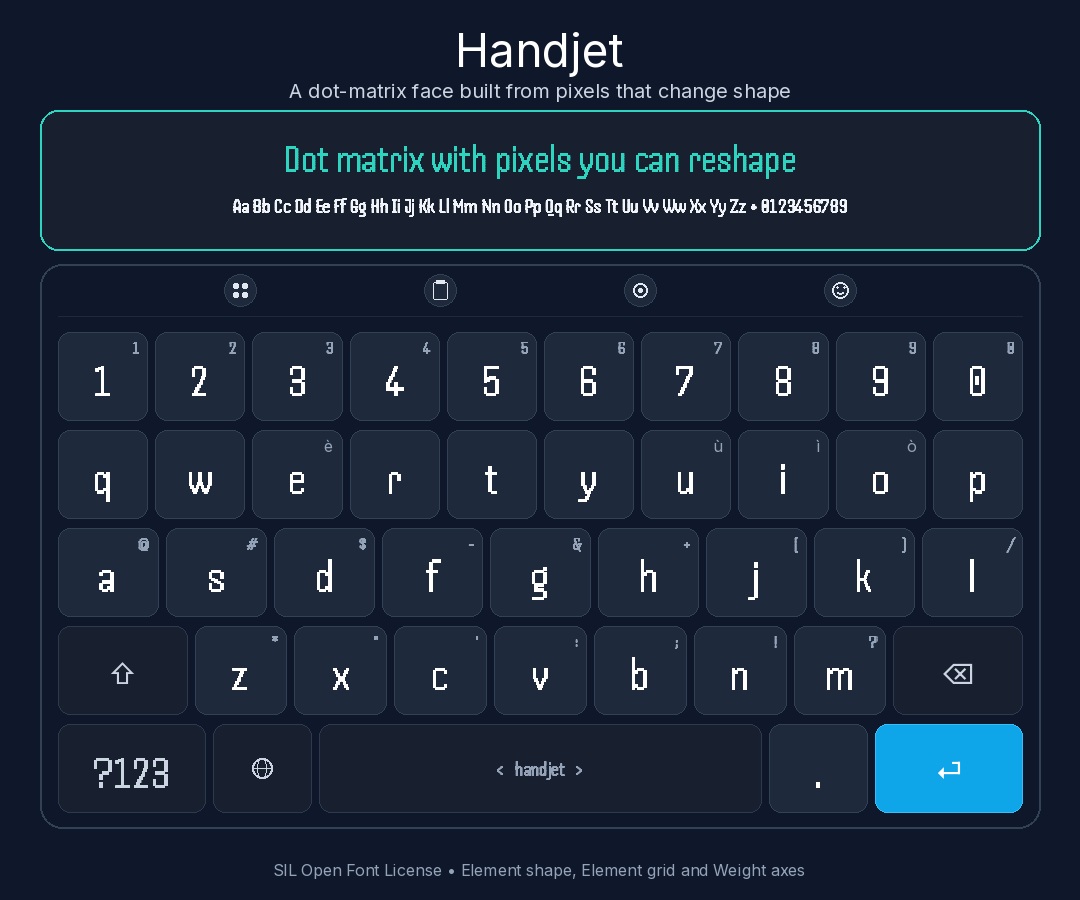 Handjet
A dot-matrix face built from pixels that change shape
Dot matrix with pixels you can reshape
Aa Bb Cc Dd Ee Ff Gg Hh Ii Jj Kk Ll Mm Nn Oo Pp Qq Rr Ss Tt Uu Vv Ww Xx Yy Zz • 0123456789
1 2 3 4 5 6 7 8 9 0
1 2 3 4 5 6 7 8 9 0
è ù ì ò
q w e r t y u i o p
@ # $ - & + [ ] /
a s d f g h j k l
* " ' : ; ! ?
z x c v b n m
?123 < handjet > .
SIL Open Font License • Element shape, Element grid and Weight axes